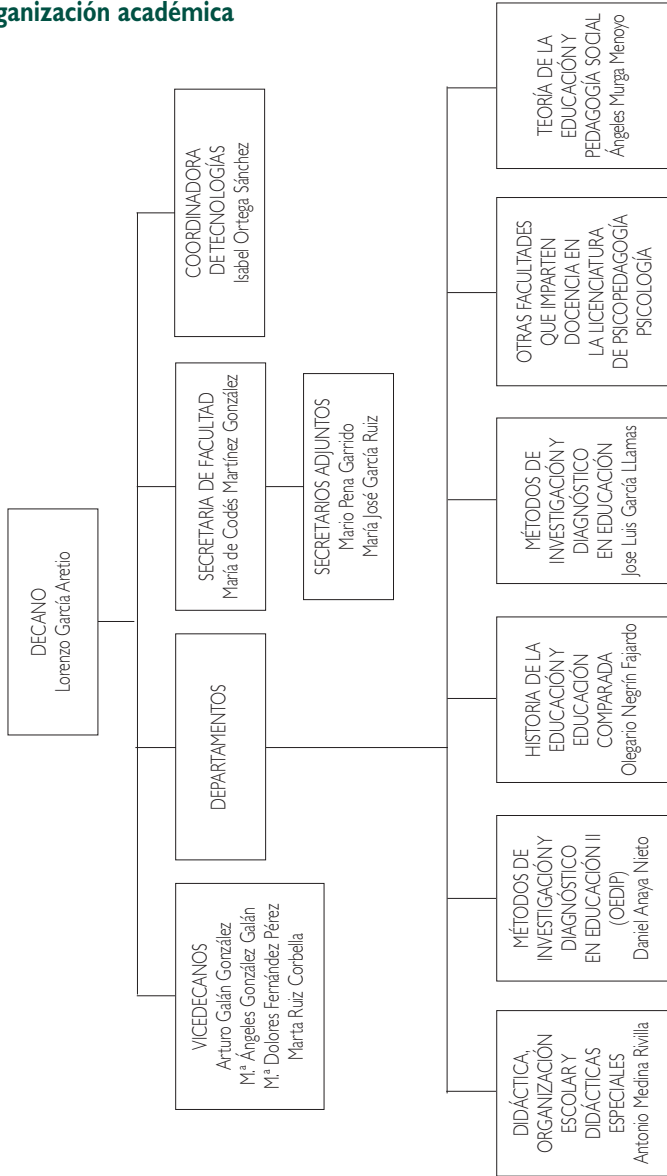 ganización académica
DECANO
Lorenzo García Aretio
VICEDECANOS
Arturo Galán González
M.ª Ángeles González Galán
M.ª Dolores Fernández Pérez
Marta Ruiz Corbella
DEPARTAMENTOS
SECRETARIA DE FACULTAD
María de Codés Martínez González
COORDINADORA
DE TECNOLOGÍAS
Isabel Ortega Sánchez
SECRETARIOS ADJUNTOS
Mario Pena Garrido
María José García Ruiz
DIDÁCTICA,
ORGANIZACIÓN
ESCOLAR Y
DIDÁCTICAS
ESPECIALES
Antonio Medina Rivilla
MÉTODOS DE
INVESTIGACIÓN Y
DIAGNÓSTICO
EN EDUCACIÓN II
(OEDIP)
Daniel Anaya Nieto
HISTORIA DE LA
EDUCACIÓN Y
EDUCACIÓN
COMPARADA
Olegario Negrín Fajardo
MÉTODOS DE
INVESTIGACIÓN Y
DIAGNÓSTICO
EN EDUCACIÓN
Jose Luis García LLamas
OTRAS FACULTADES
QUE IMPARTEN
DOCENCIA EN
LA LICENCIATURA
DE PSICOPEDAGOGÍA
PSICOLOGÍA
TEORÍA DE LA
EDUCACIÓN Y
PEDAGOGÍA SOCIAL
Ángeles Murga Menoyo